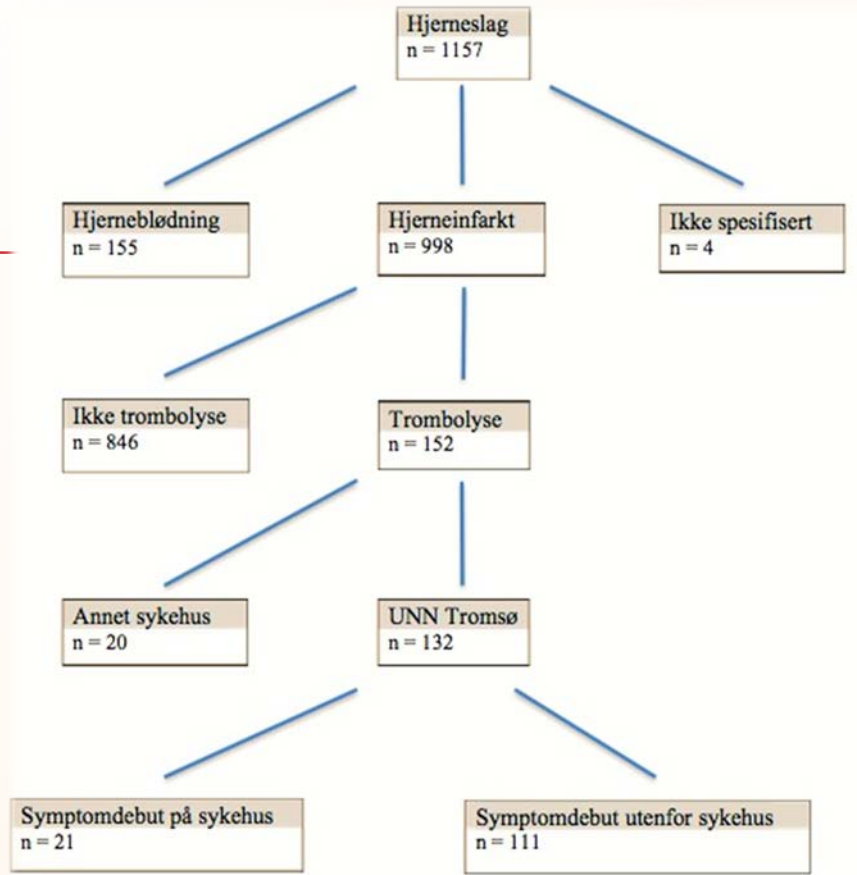 Hjerneslag
n = 1157
Hjerneblødning
n = 155
Hjerneinfarkt
n = 998
Ikke spesifisert
n = 4
Ikke trombolyse
n = 846
Trombolyse
n = 152
Annet sykehus
n = 20
UNN Tromsø
n = 132
Symptomdebut på sykehus
n = 21
Symptomdebut utenfor sykehus
n = 111